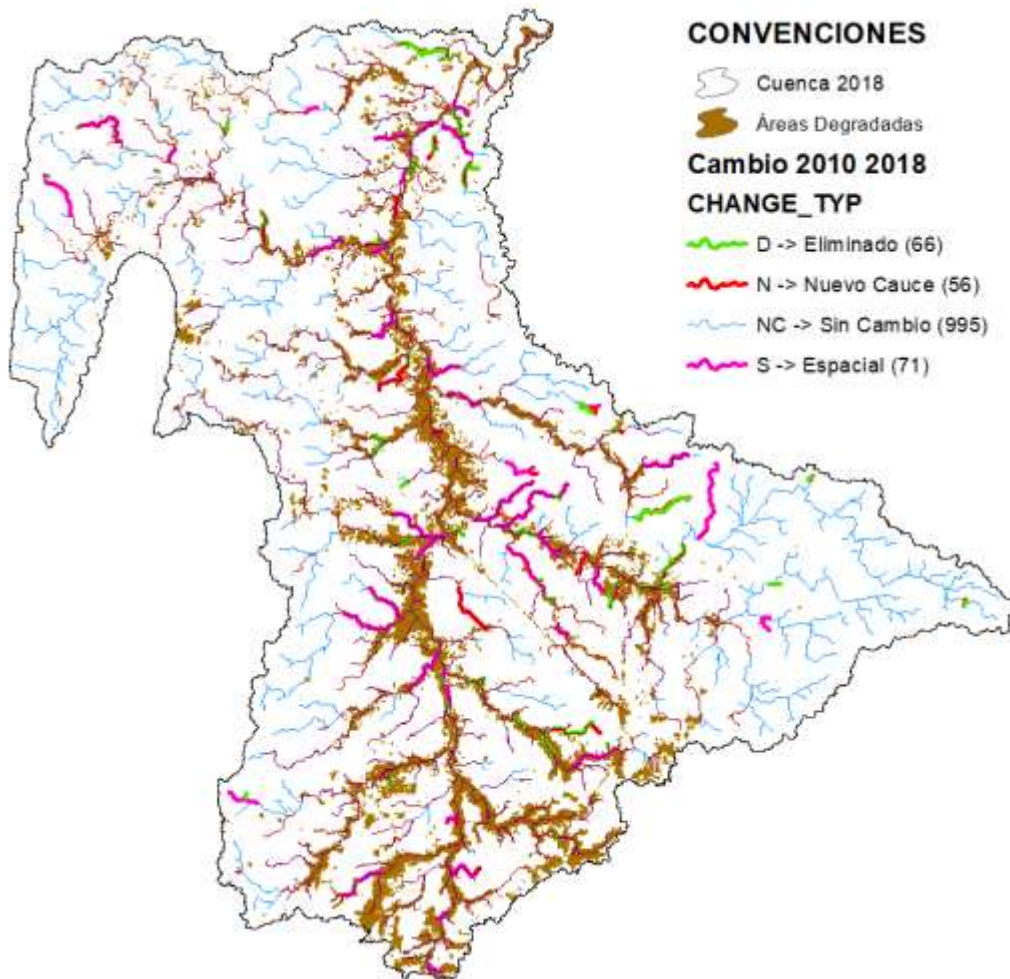 CONVENCIONES
Cuenca 2018
Áreas Degradadas
Cambio 2010 2018
CHANGE_TYP
D -> Eliminado (66)
N -> Nuevo Cauce (56)
NC -> Sin Cambio (995)
S -> Espacial (71)